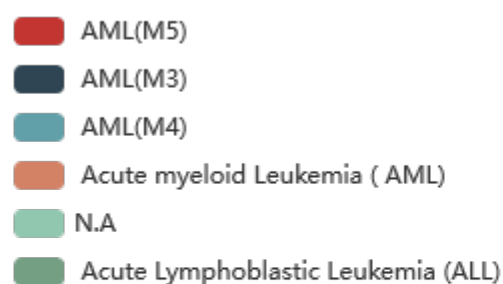 AML(M5)
AML(M3)
AML(M4)
Acute myeloid Leukemia ( AML)
N.A
Acute Lymphoblastic Leukemia (ALL)